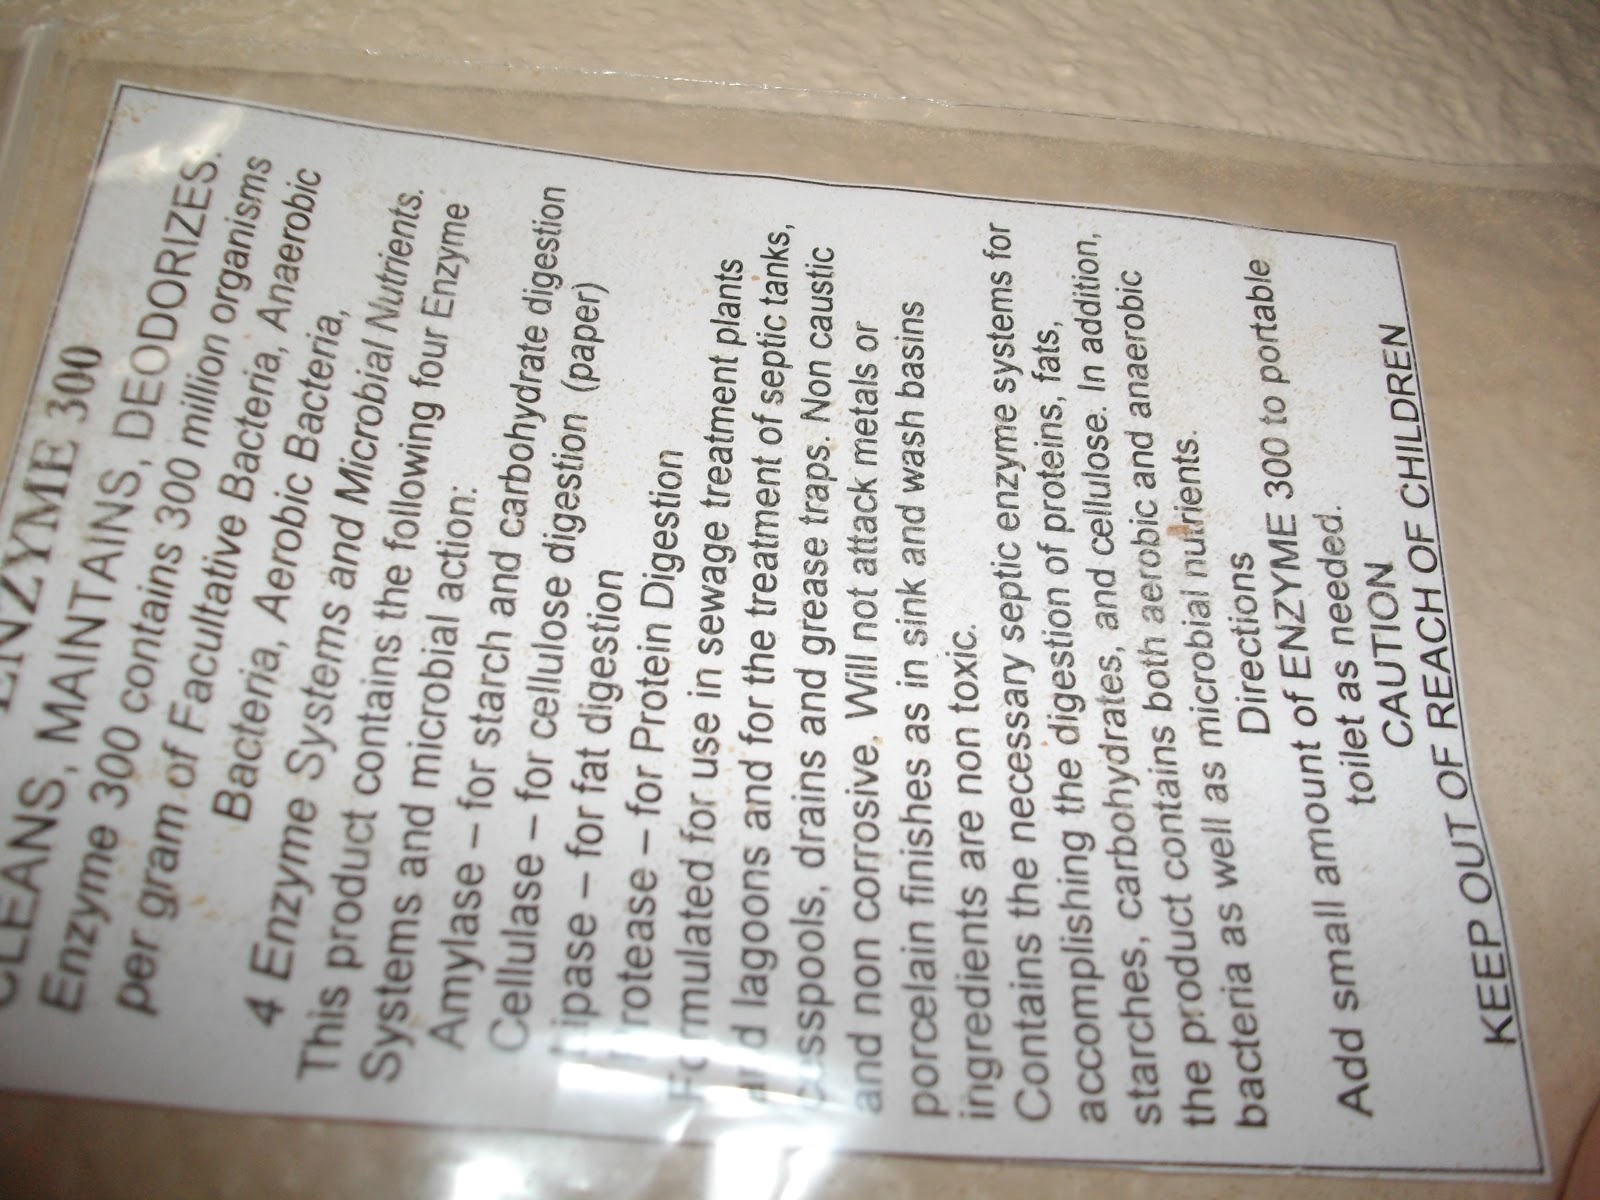 ENZYME 300
CLEANS, MAINTAINS, DEODORIZES.
Enzyme 300 contains 300 million organisms
per gram of Facultative Bacteria, Anaerobic
Bacteria, Aerobic Bacteria,
4 Enzyme Systems and Microbial Nutrients.
This product contains the following four Enzyme
Systems and microbial action:
Amylase – for starch and carbohydrate digestion
Cellulase – for cellulose digestion (paper)
Lipase – for fat digestion
Protease – for Protein Digestion
Formulated for use in sewage treatment plants
and lagoons and for the treatment of septic tanks,
cusspools, drains and grease traps. Non caustic
and non corrosive. Will not attack metals or
porcelain finishes as in sink and wash basins
ingredients are non toxic.
Contains the necessary septic enzyme systems for
accomplishing the digestion of proteins, fats,
starches, carbohydrates, and cellulose. In addition,
the product contains both aerobic and anaerobic
bacteria as well as microbial nutrients.
Directions
Add small amount of ENZYME 300 to portable
toilet as needed.
CAUTION
KEEP OUT OF REACH OF CHILDREN